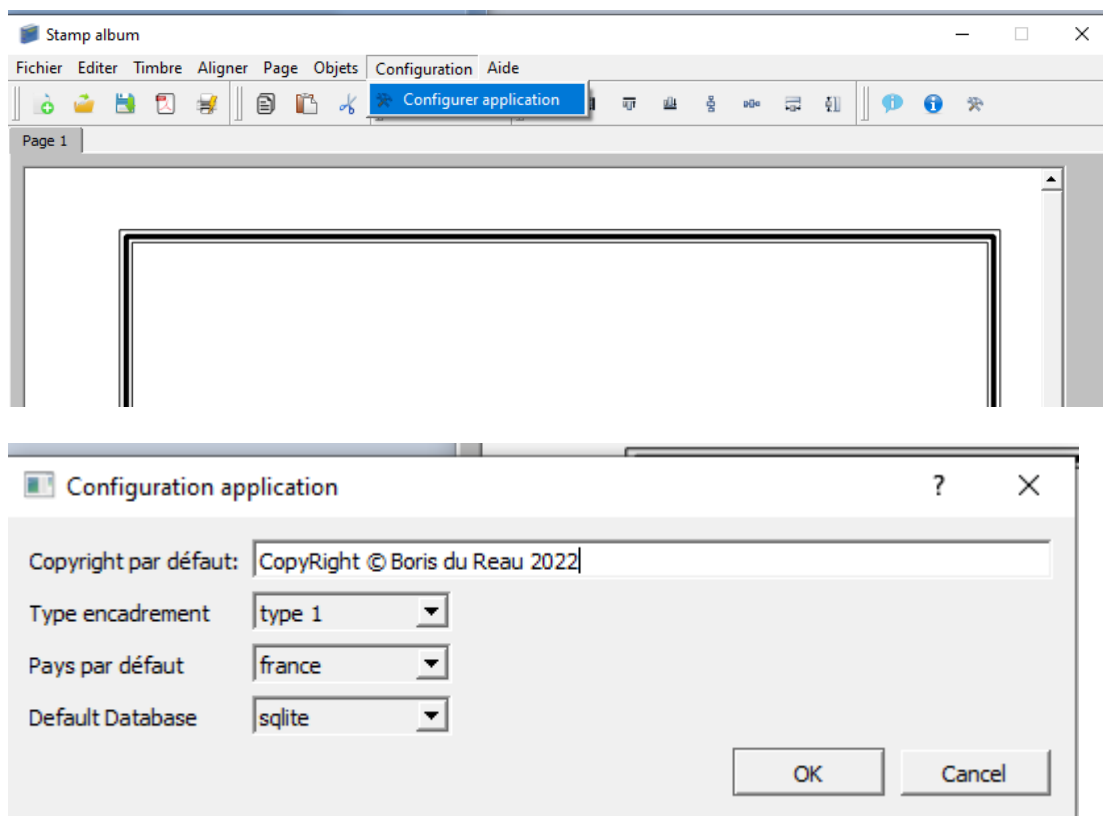 Stamp album
Fichier Editer Timbre Aligner Page Objets Configuration Aide
Configurer application
Page 1
Configuration application ?
Copyright par défaut: CopyRight © Boris du Reau 2022
Type encadrement type 1
Pays par défaut france
Default Database sqlite
OK Cancel